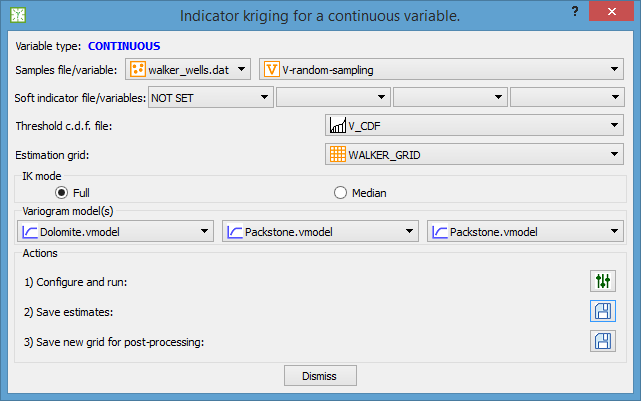 Indicator kriging for a continuous variable. ?
Variable type: CONTINUOUS
Samples file/variable: walker_wells.dat V V-random-sampling
Soft indicator file/variables: NOT SET
Threshold c.d.f. file: V_CDF
Estimation grid: WALKER_GRID
IK mode
Full Median
Variogram model(s)
Dolomite.vmodel Packstone.vmodel Packstone.vmodel
Actions
1) Configure and run:
2) Save estimates:
3) Save new grid for post-processing:
Dismiss